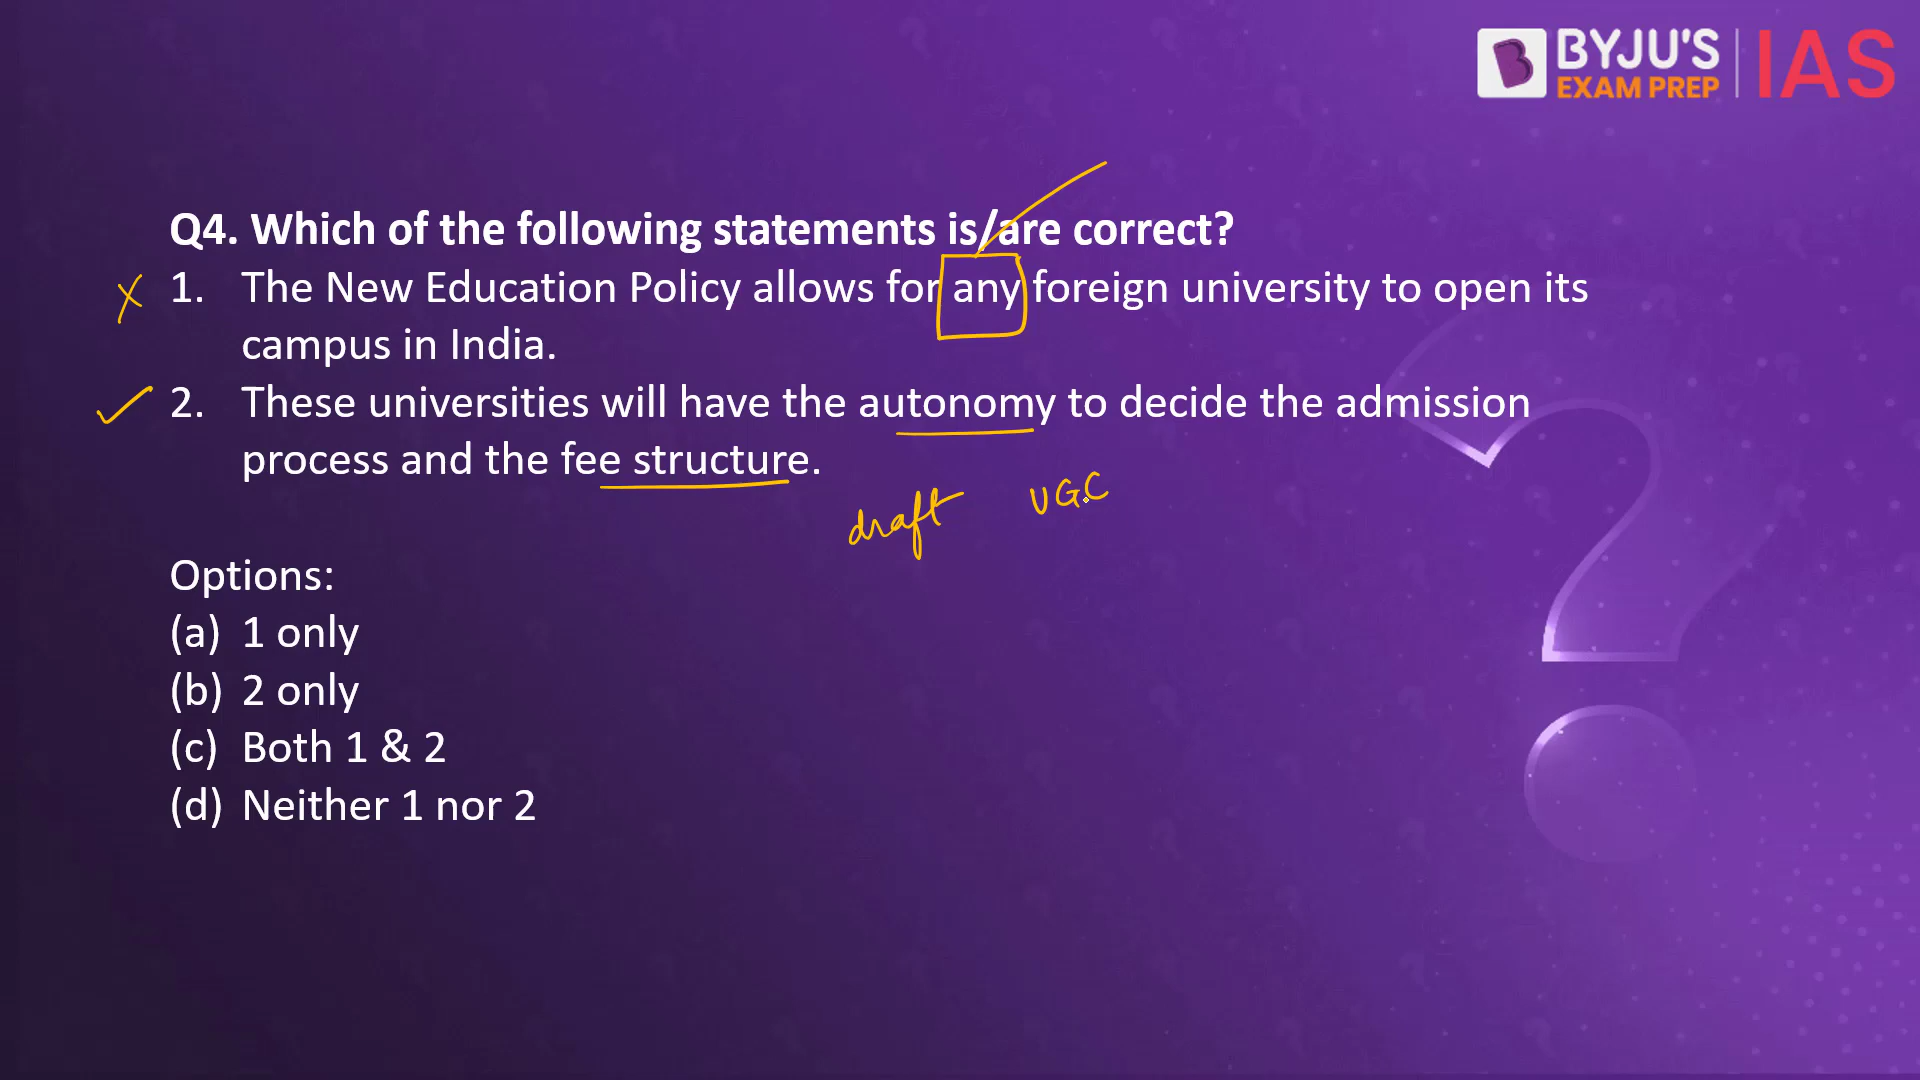 BYJU'S
EXAM PREP
IAS
Q4. Which of the following statements is/are correct?
X 1. The New Education Policy allows for any foreign university to open its
campus in India.
✓ 2. These universities will have the autonomy to decide the admission
process and the fee structure.
draft UGC
Options:
(a) 1 only
(b) 2 only
(c) Both 1 & 2
(d) Neither 1 nor 2